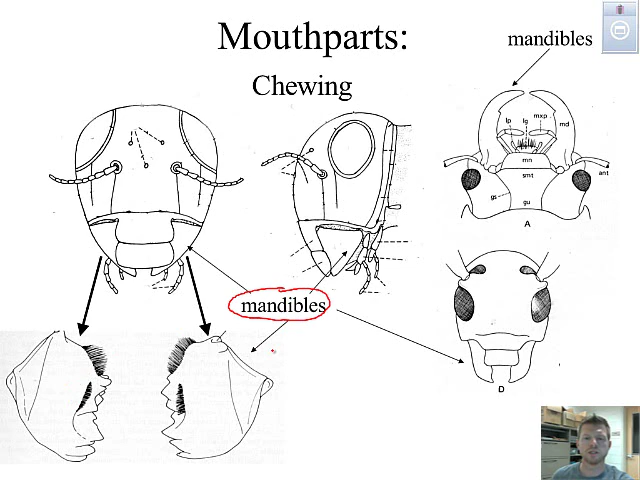 Mouthparts:
mandibles
Chewing
lp lg mxp md
mn
smt
ant
gs
gu
A
mandibles
D